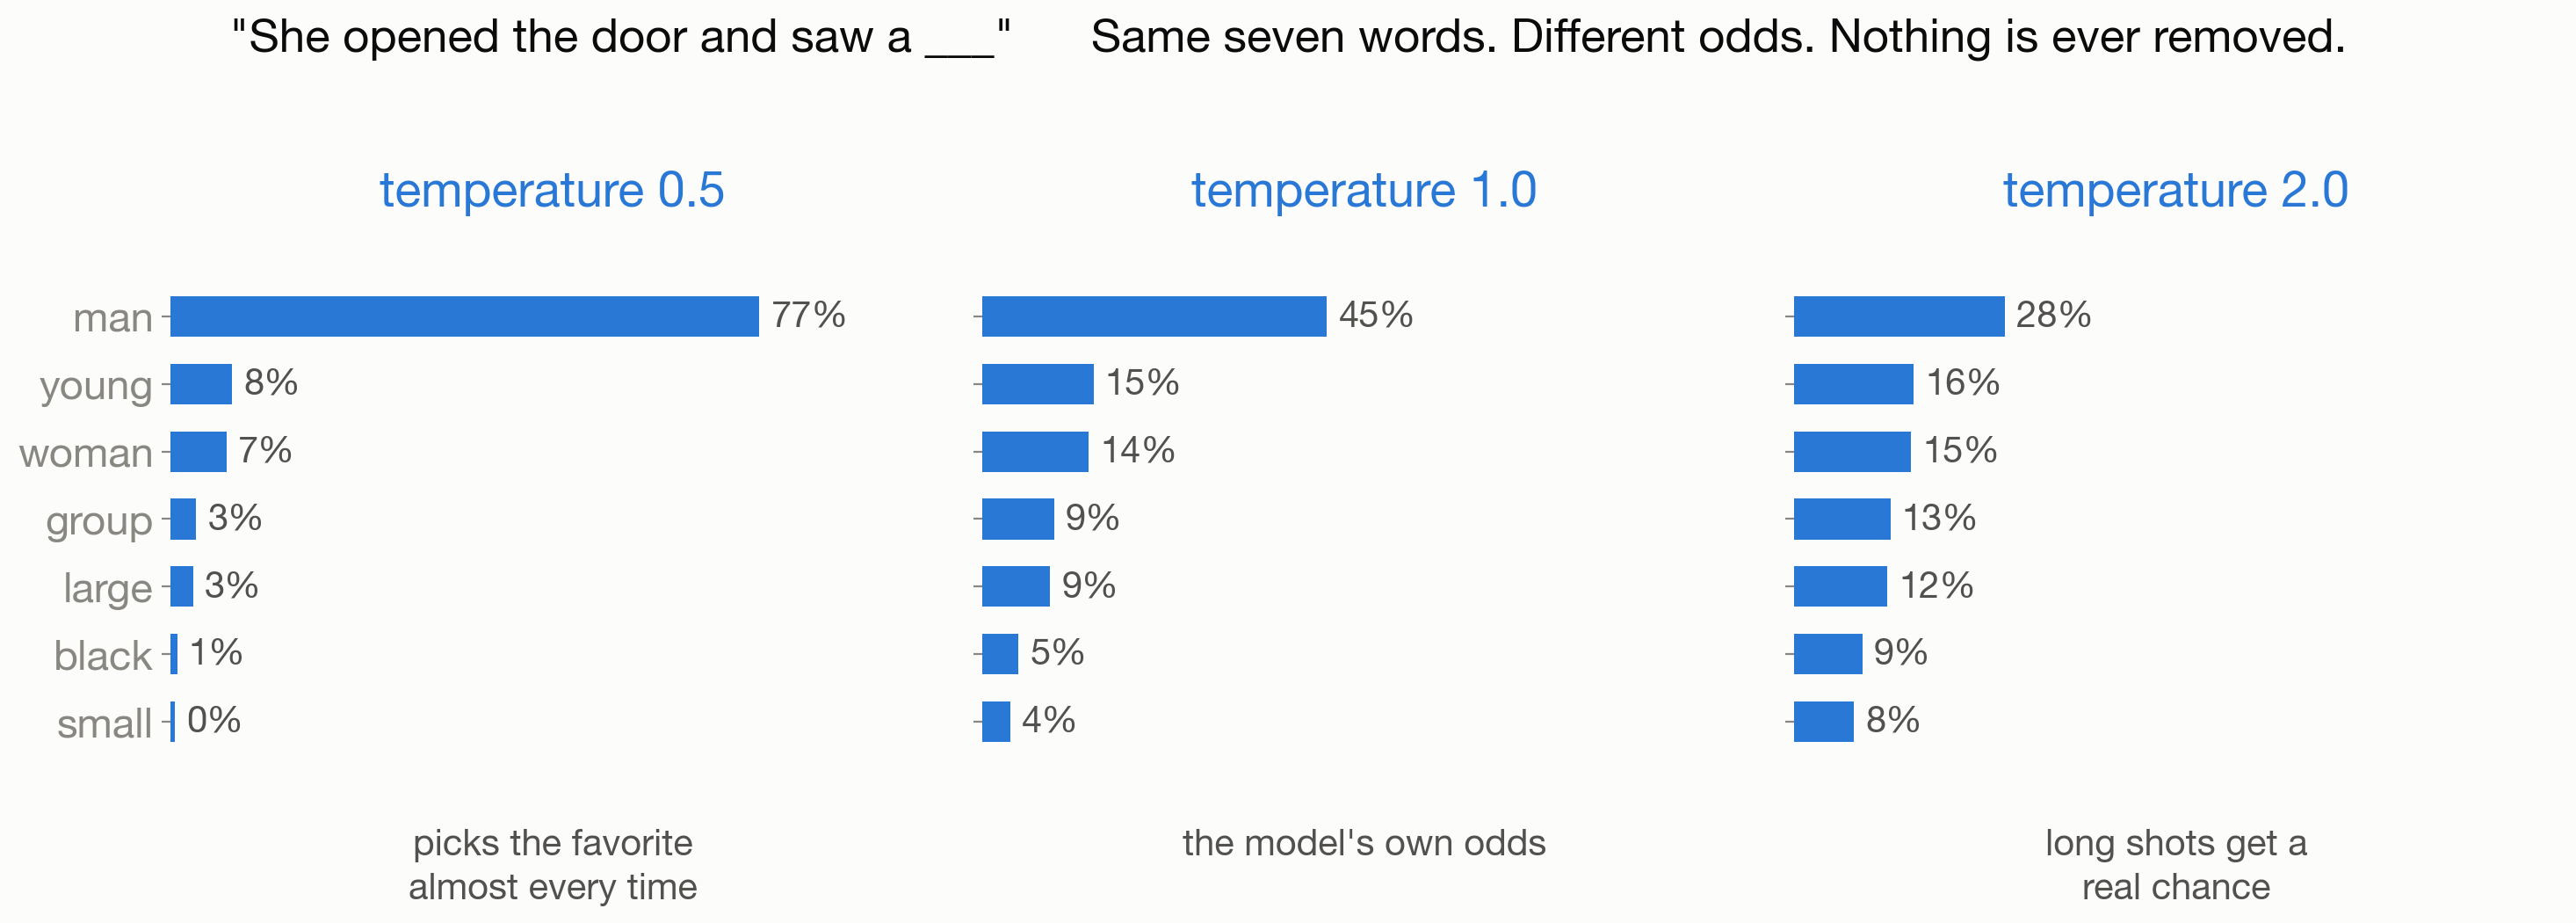 "She opened the door and saw a ___" Same seven words. Different odds. Nothing is ever removed.
temperature 0.5
temperature 1.0
temperature 2.0
man 77% 45% 28%
young 8% 15% 16%
woman 7% 14% 15%
group 3% 9% 13%
large 3% 9% 12%
black 1% 5% 9%
small 0% 4% 8%
picks the favorite
almost every time
the model's own odds
long shots get a
real chance